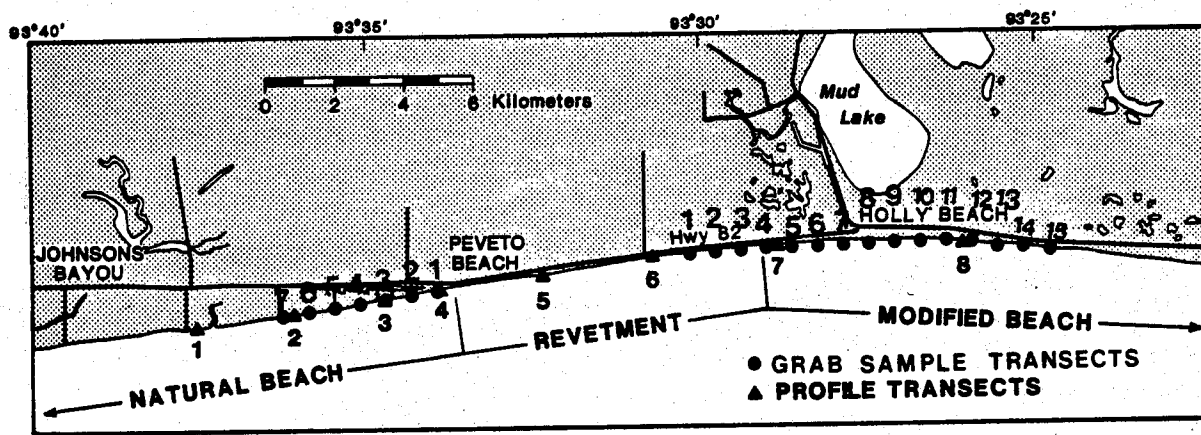 93°40' 93°35' 93°30' 93°25'
0 2 4 6 Kilometers
Mud
Lake
1 2 3 4 5 6 7 8 9 10 11 12 13 14 15
Hwy 82
HOLLY BEACH
JOHNSONS
BAYOU
PEVETO
BEACH
7 6 5 4 3 2 1
1 2 3 4 5 6 7 8
NATURAL BEACH
REVETMENT
MODIFIED BEACH
GRAB SAMPLE TRANSECTS
PROFILE TRANSECTS